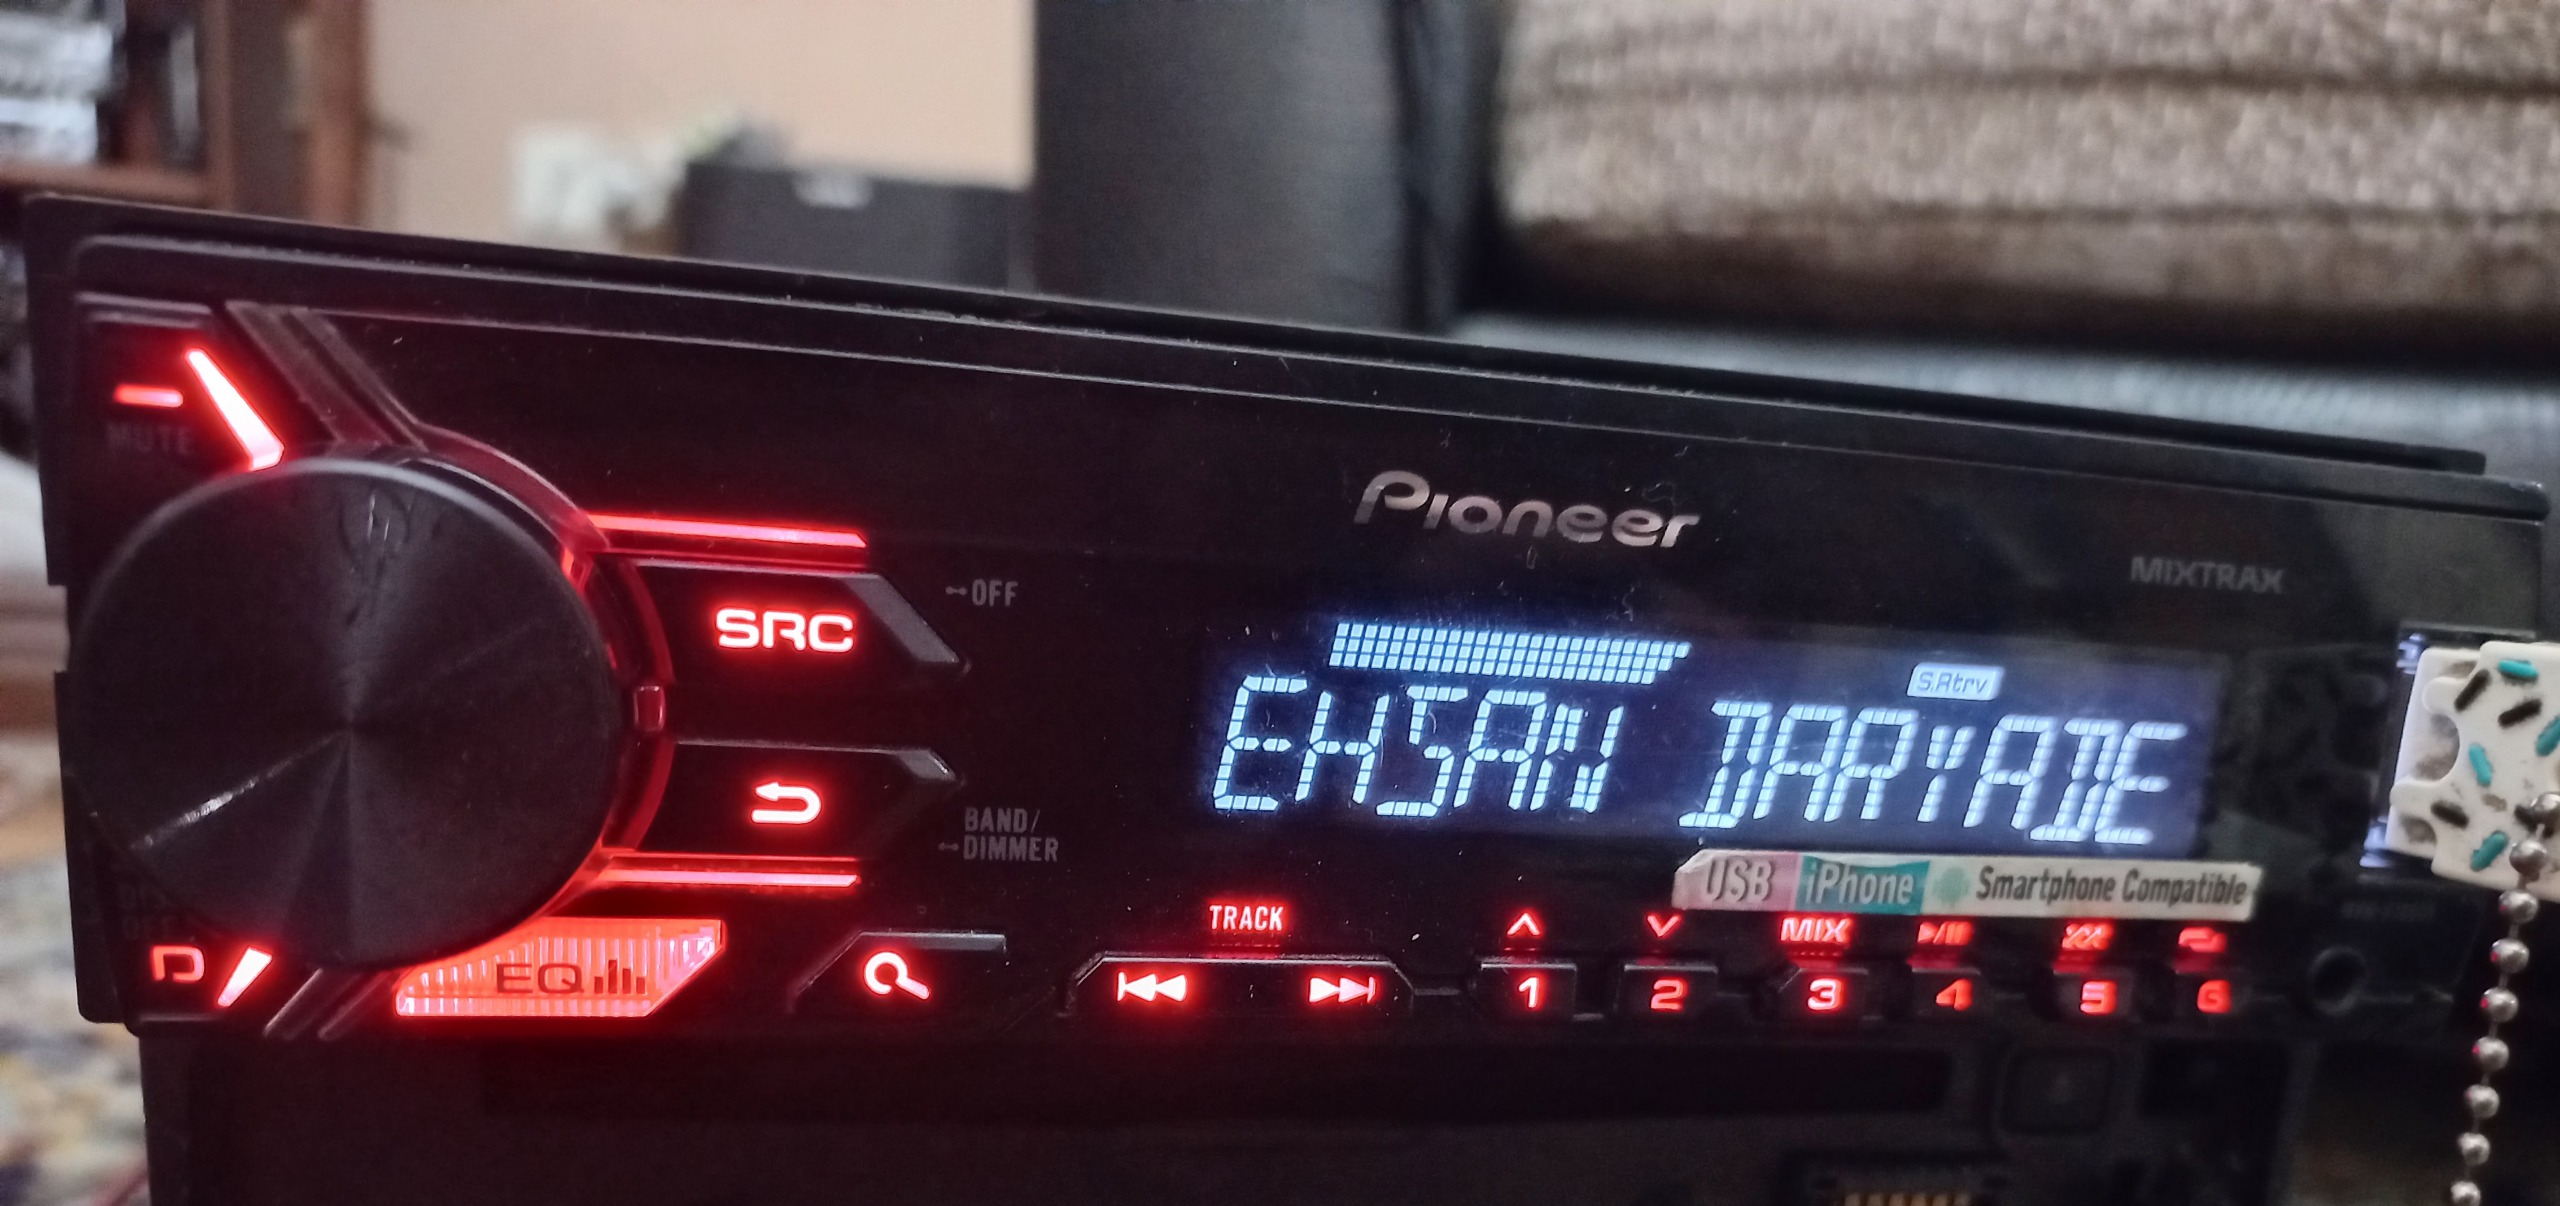 MUTE
Pioneer
MIXTRAX
SRC
OFF
S.Rtrv
EHSAN DARYADE
BAND/
DIMMER
USB iPhone Smartphone Compatible
TRACK
MIX
D
EQ
1 2 3 4 5 6